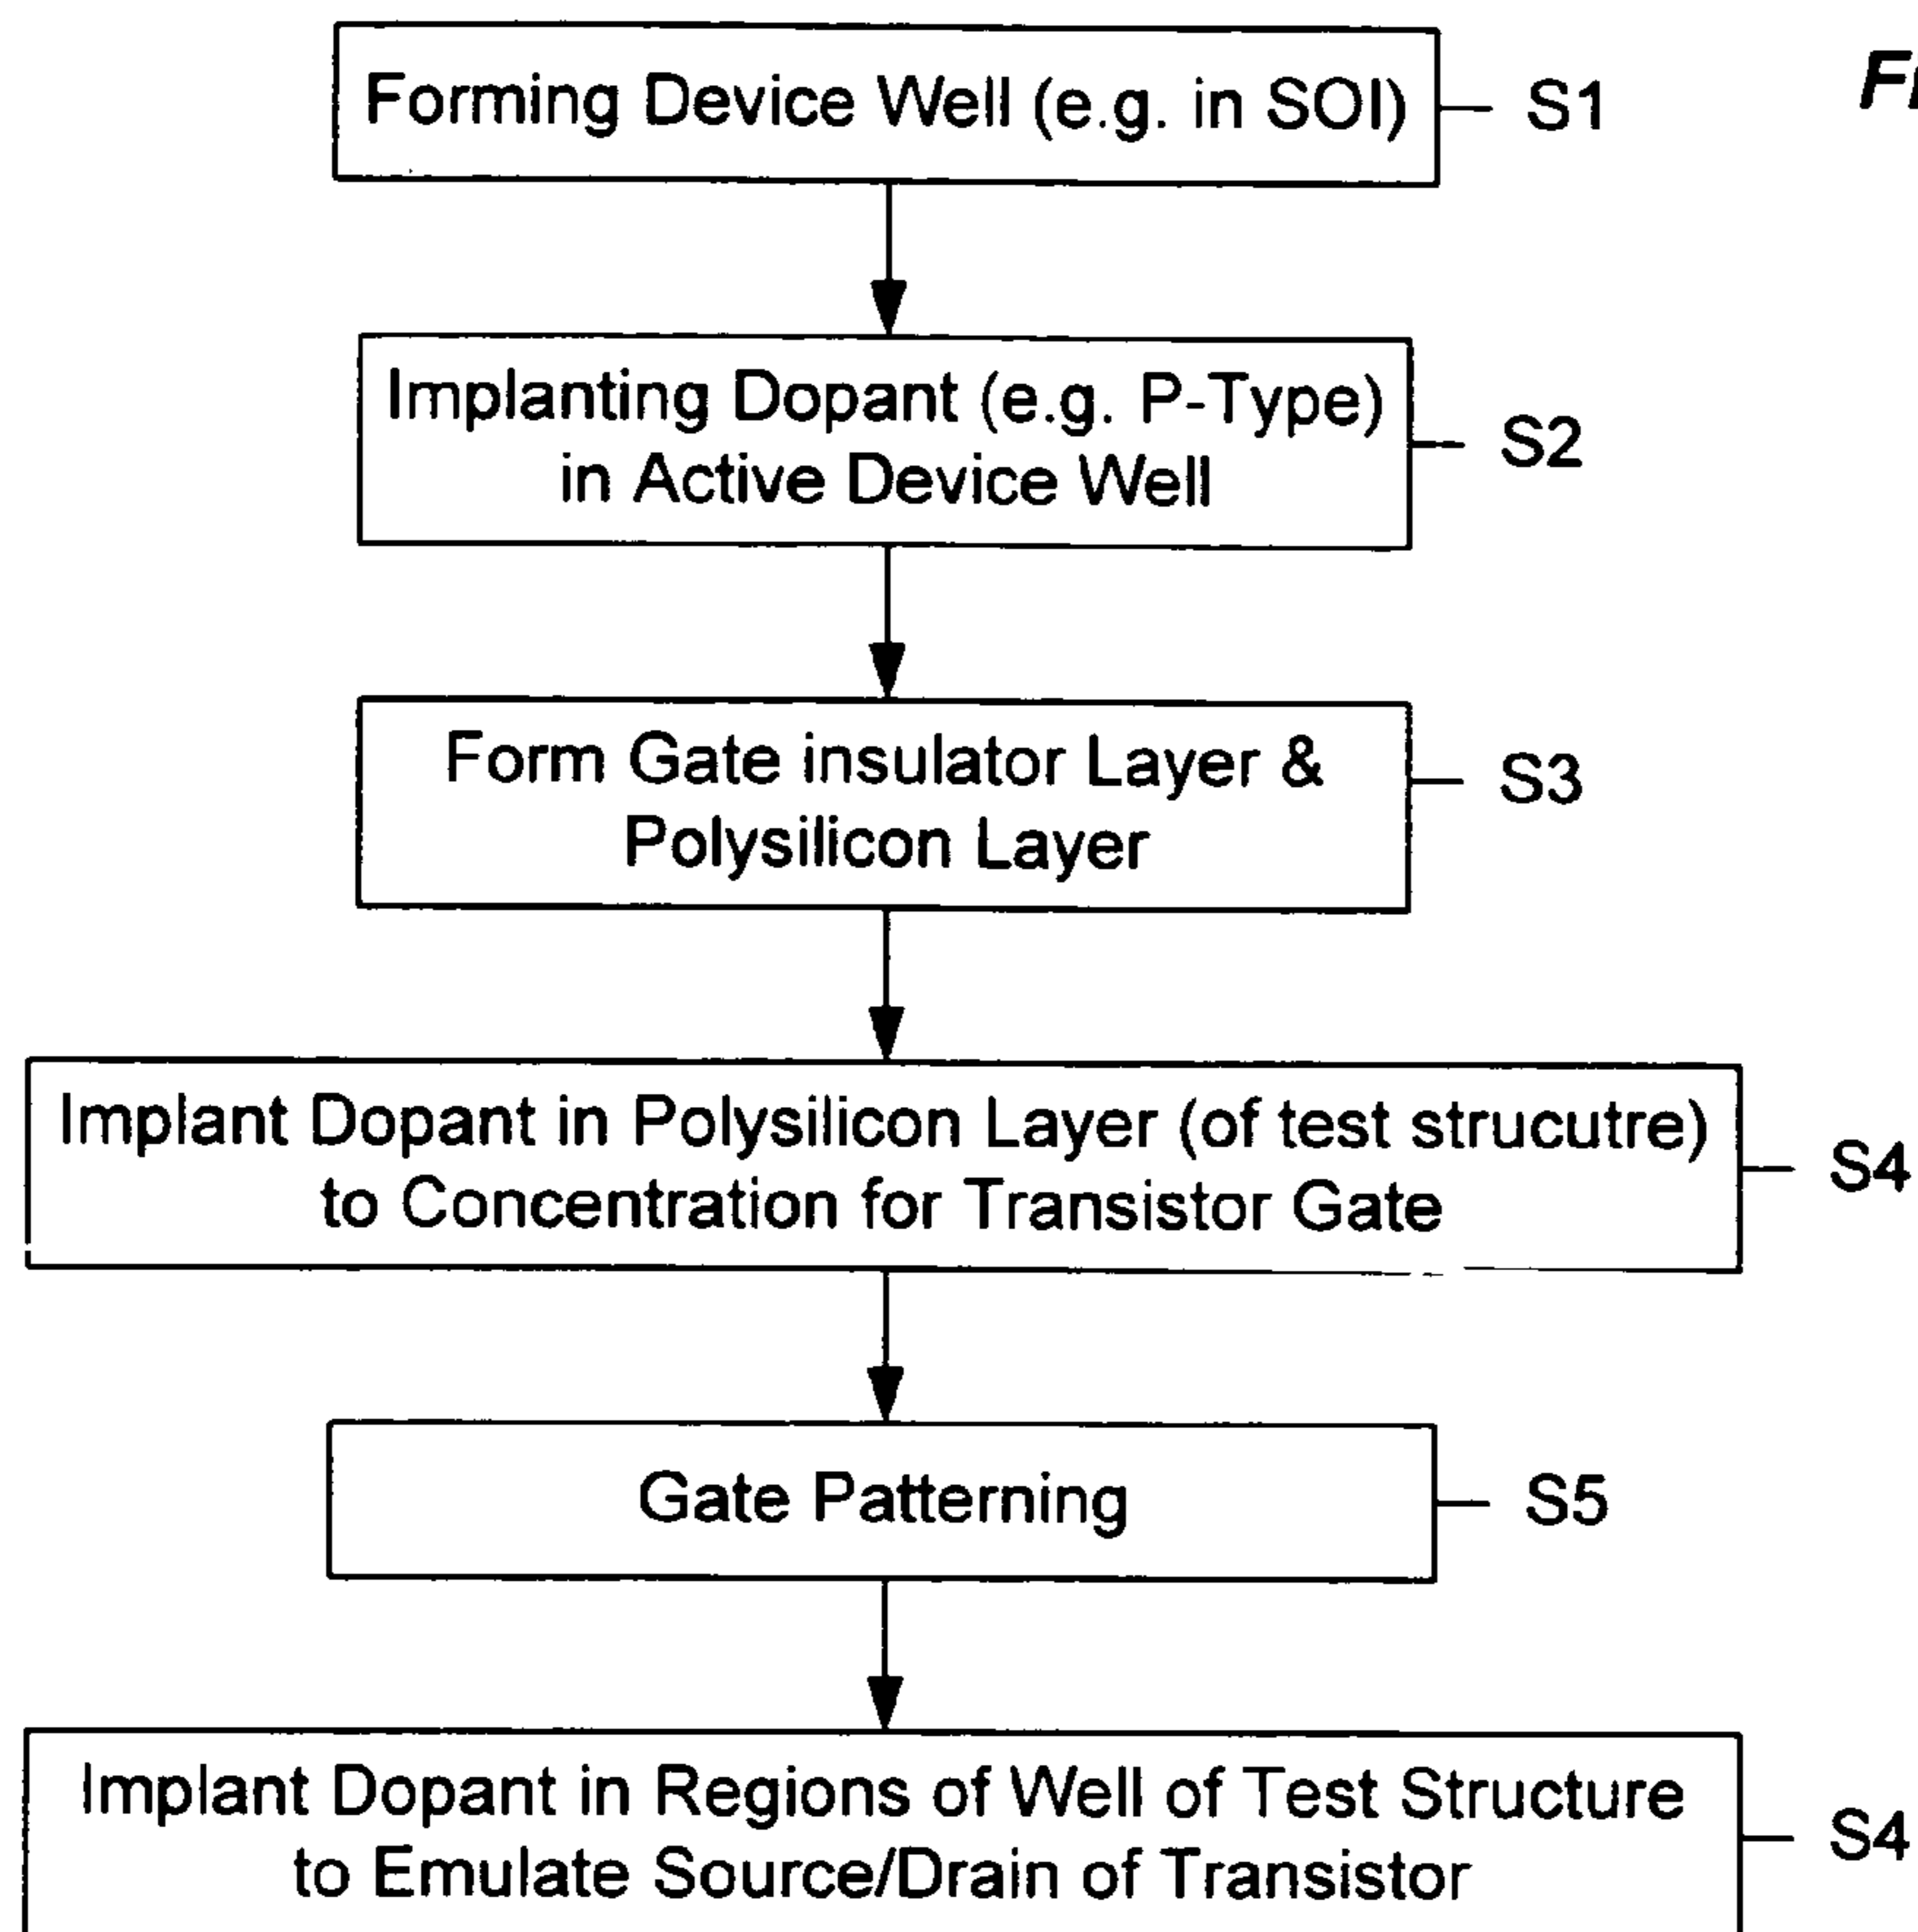 Forming Device Well (e.g. in SOI)
S1
Implanting Dopant (e.g. P-Type)
in Active Device Well
S2
Form Gate insulator Layer &
Polysilicon Layer
S3
Implant Dopant in Polysilicon Layer (of test strucutre)
to Concentration for Transistor Gate
S4
Gate Patterning
S5
Implant Dopant in Regions of Well of Test Structure
to Emulate Source/Drain of Transistor
S4